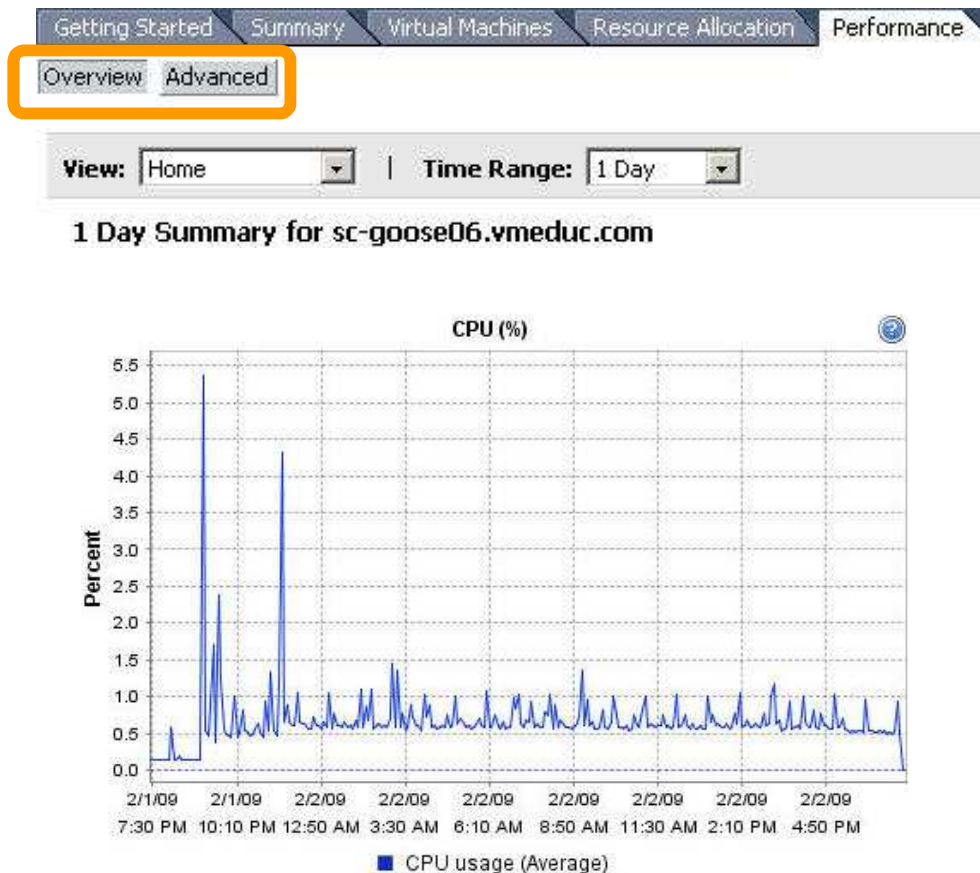 Getting Started Summary Virtual Machines Resource Allocation Performance
Overview Advanced
View: Home | Time Range: 1 Day
1 Day Summary for sc-goose06.vmeduc.com
CPU (%)
5.5
5.0
4.5
4.0
3.5
3.0
2.5
2.0
1.5
1.0
0.5
0.0
Percent
2/1/09 2/1/09 2/2/09 2/2/09 2/2/09 2/2/09 2/2/09 2/2/09 2/2/09
7:30 PM 10:10 PM 12:50 AM 3:30 AM 6:10 AM 8:50 AM 11:30 AM 2:10 PM 4:50 PM
CPU usage (Average)